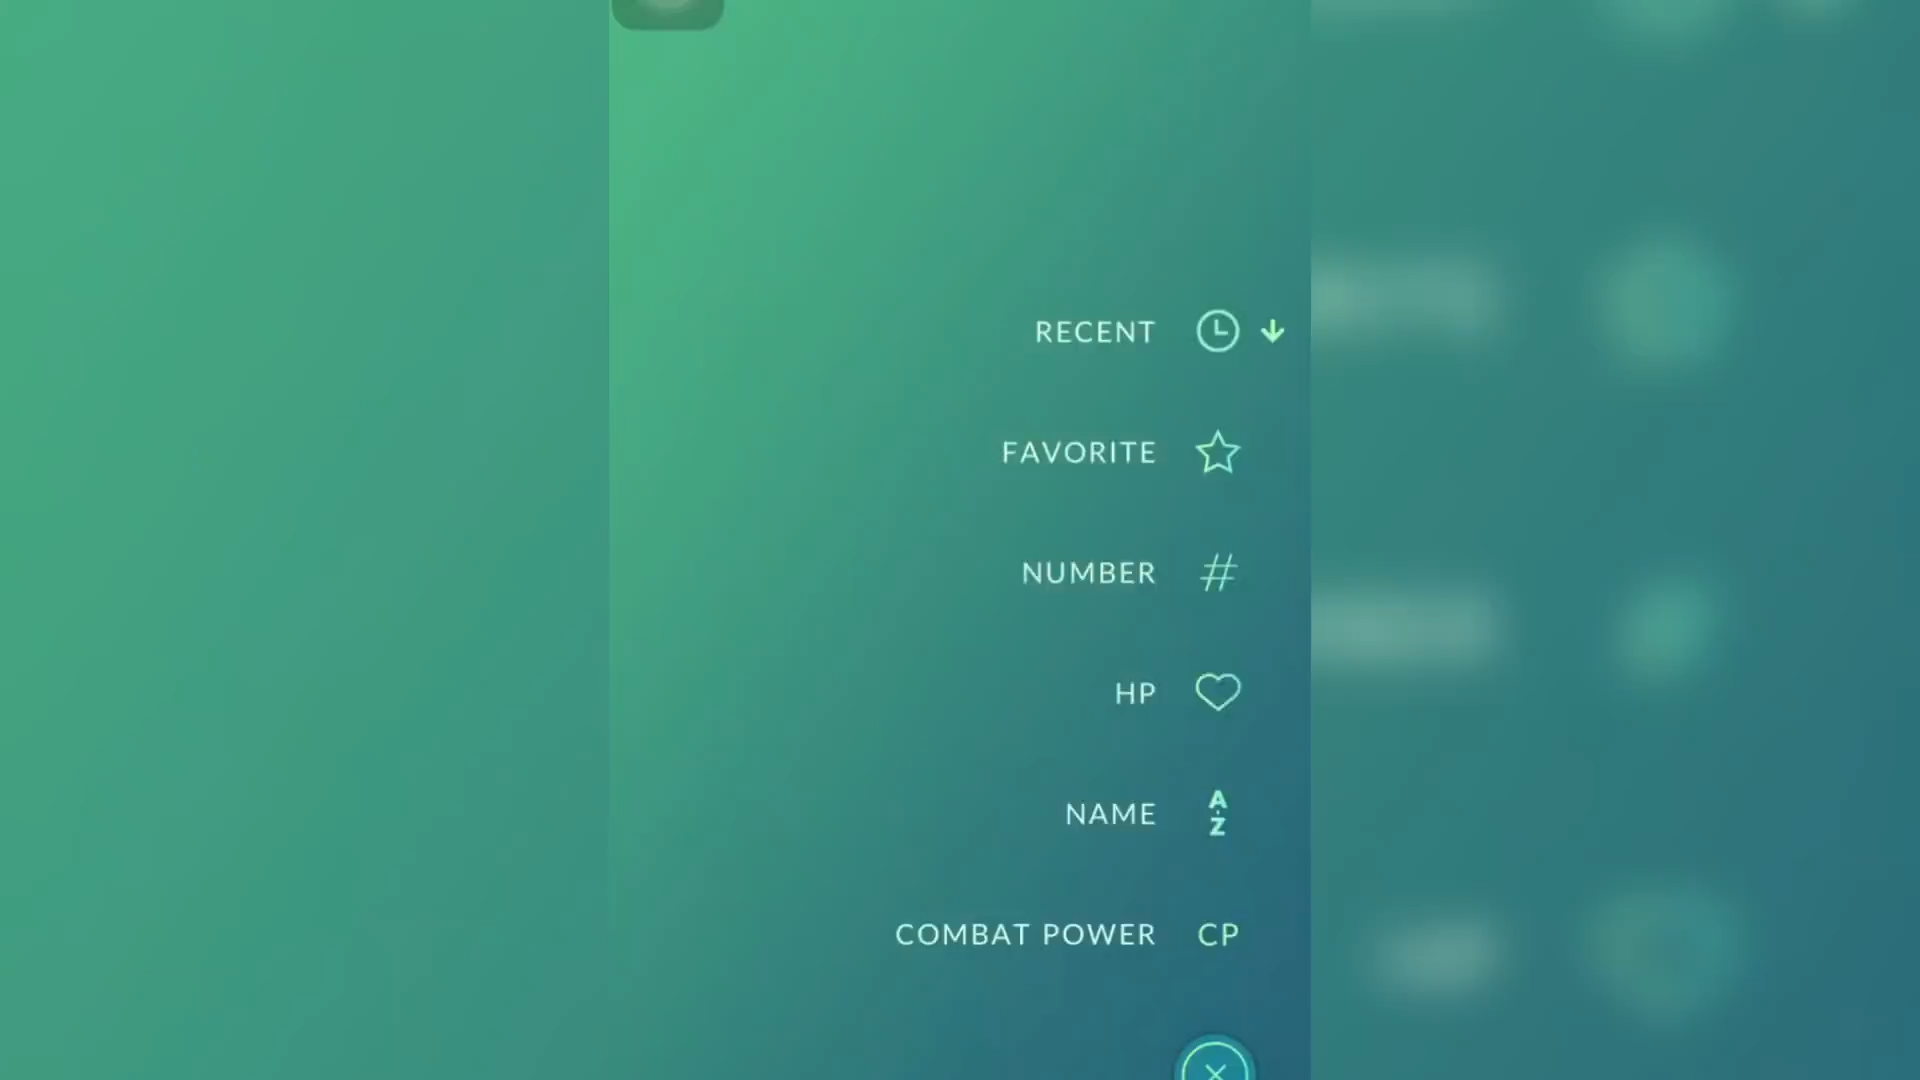 RECENT
FAVORITE
NUMBER #
HP
NAME A-Z
COMBAT POWER CP